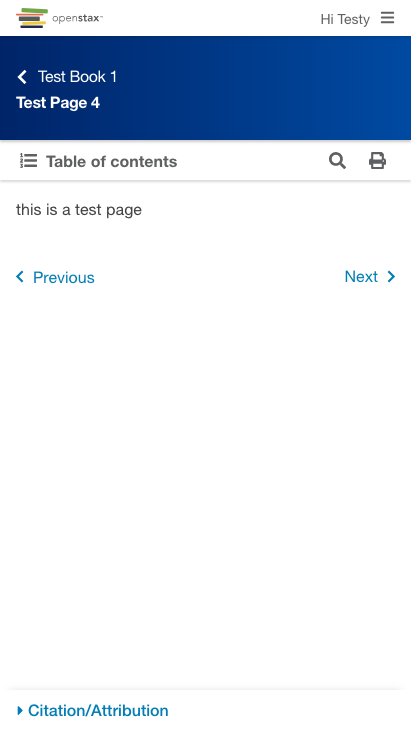 openstax™
Hi Testy
Test Book 1
Test Page 4
Table of contents
this is a test page
Previous
Next
Citation/Attribution